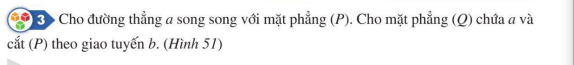 3 Cho đường thẳng a song song với mặt phẳng (P). Cho mặt phẳng (Q) chứa a và
cắt (P) theo giao tuyến b. (Hình 51)